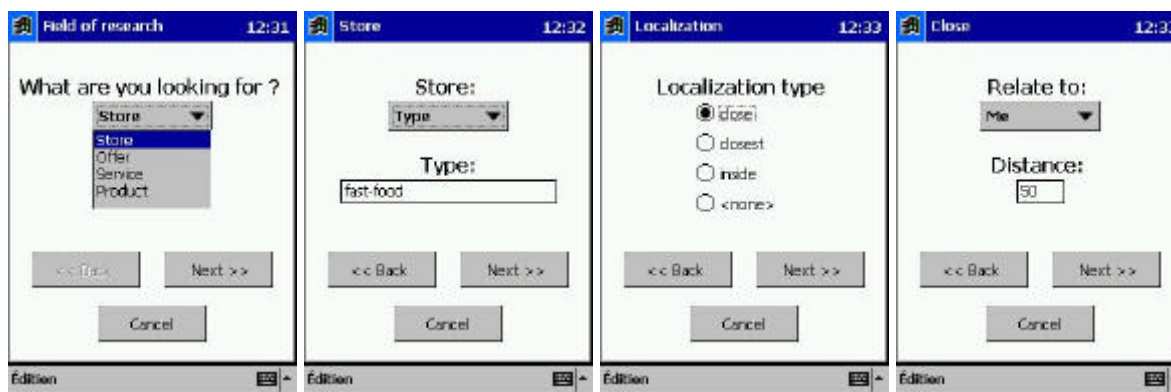 Field of research 12:31
What are you looking for ?
Store
Store
Offer
Service
Product
<< Back Next >>
Cancel
Édition
Store 12:32
Store:
Type
Type:
fast-food
<< Back Next >>
Cancel
Édition
Localization 12:33
Localization type
close
closest
inside
<none>
<< Back Next >>
Cancel
Édition
Close
Relate to:
Me
Distance:
50
<< Back Next >>
Cancel
Édition